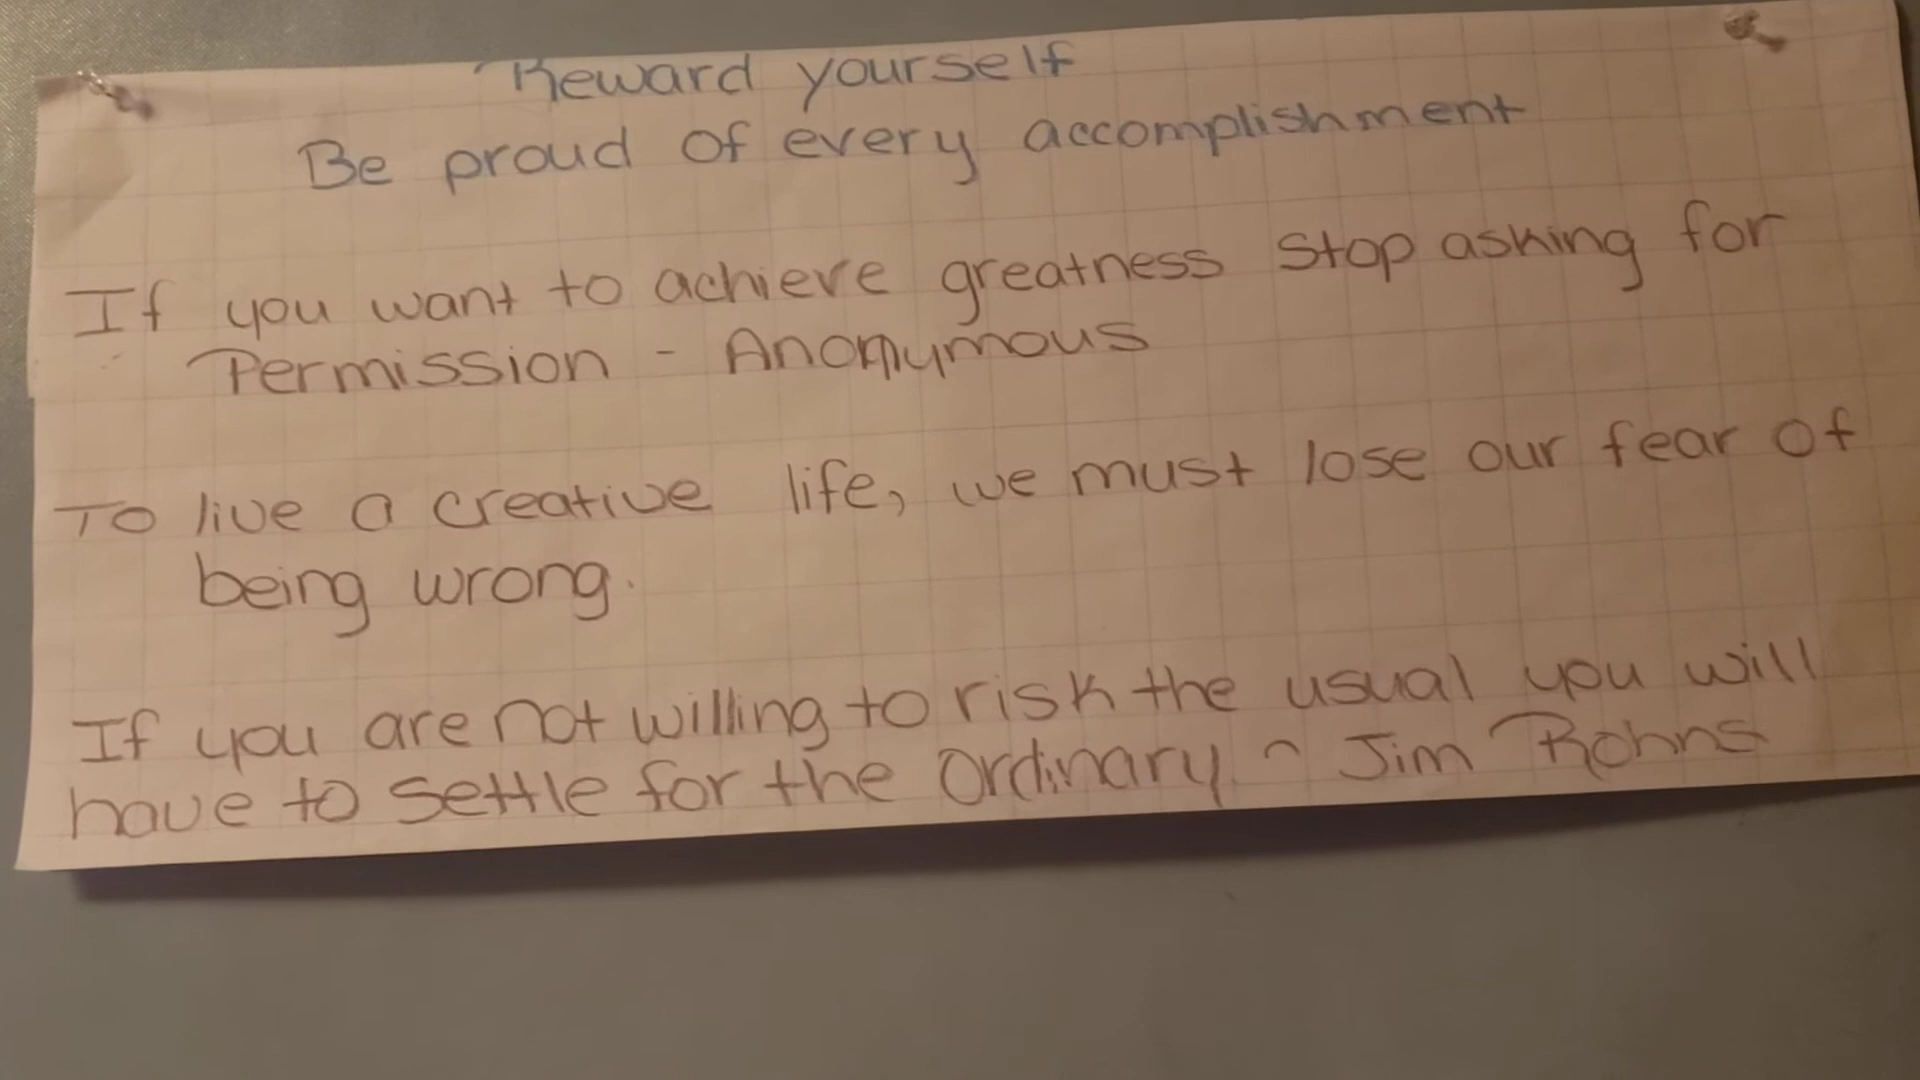 Reward yourself
Be proud of every accomplishment
If you want to achieve greatness stop asking for
Permission - Anonymous
To live a creative life, we must lose our fear of
being wrong.
If you are not willing to risk the usual you will
have to settle for the ordinary ~ Jim Rohns